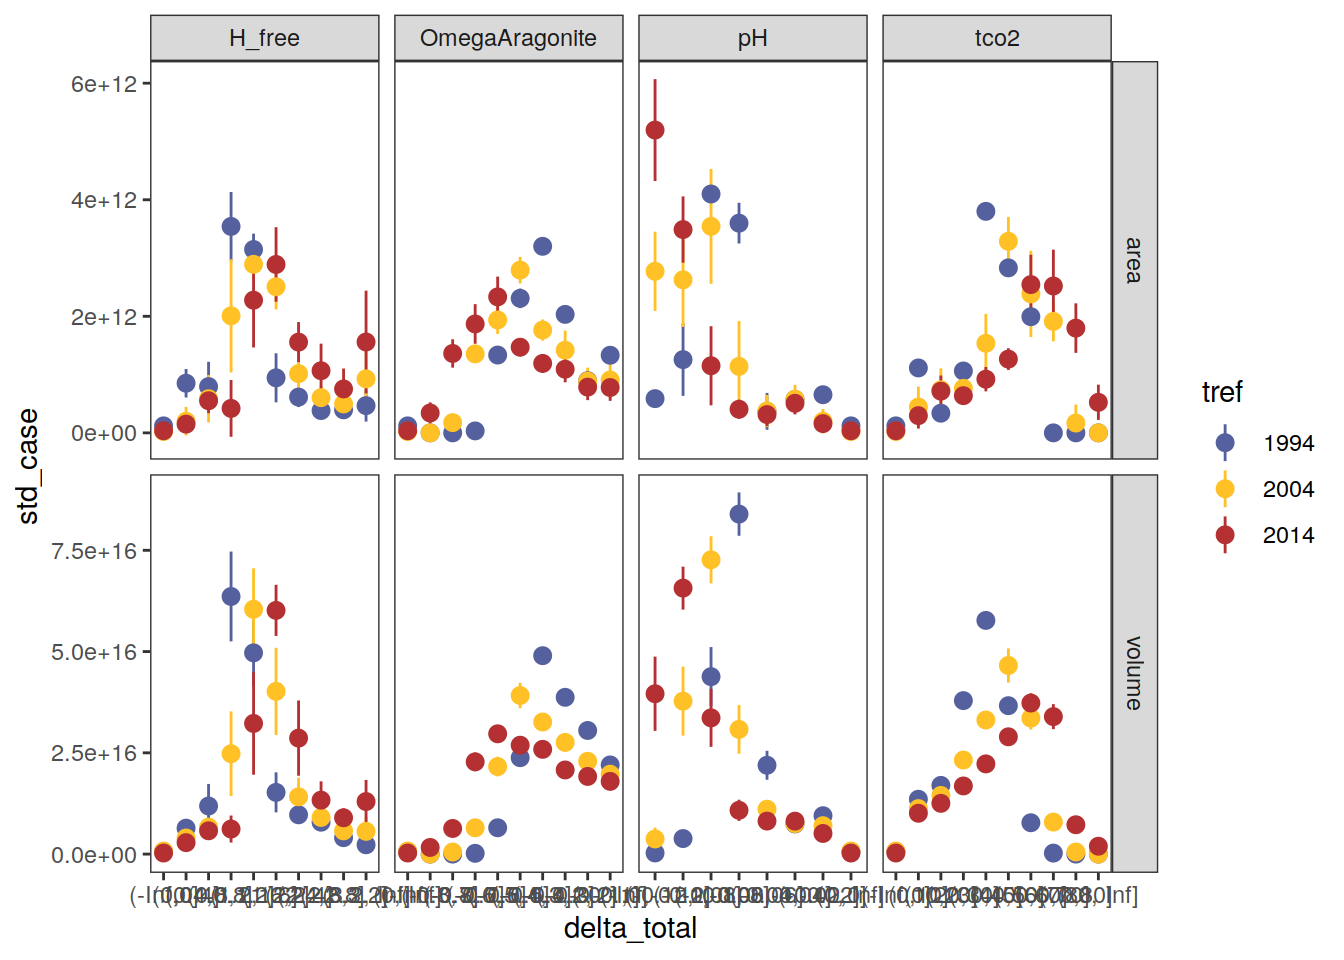 H_free
OmegaAragonite
pH
tco2
6e+12
4e+12
2e+12
0e+00
area
7.5e+16
5.0e+16
2.5e+16
0.0e+00
volume
std_case
delta_total
tref
1994
2004
2014